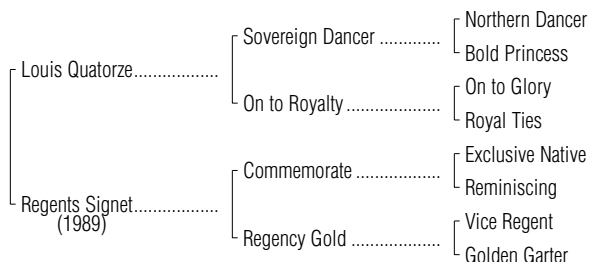 Northern Dancer
Sovereign Dancer ............
Bold Princess
Louis Quatorze.................
On to Glory
On to Royalty ...................
Royal Ties
Exclusive Native
Commemorate .................
Reminiscing
Regents Signet.................
(1989)
Vice Regent
Regency Gold ..................
Golden Garter